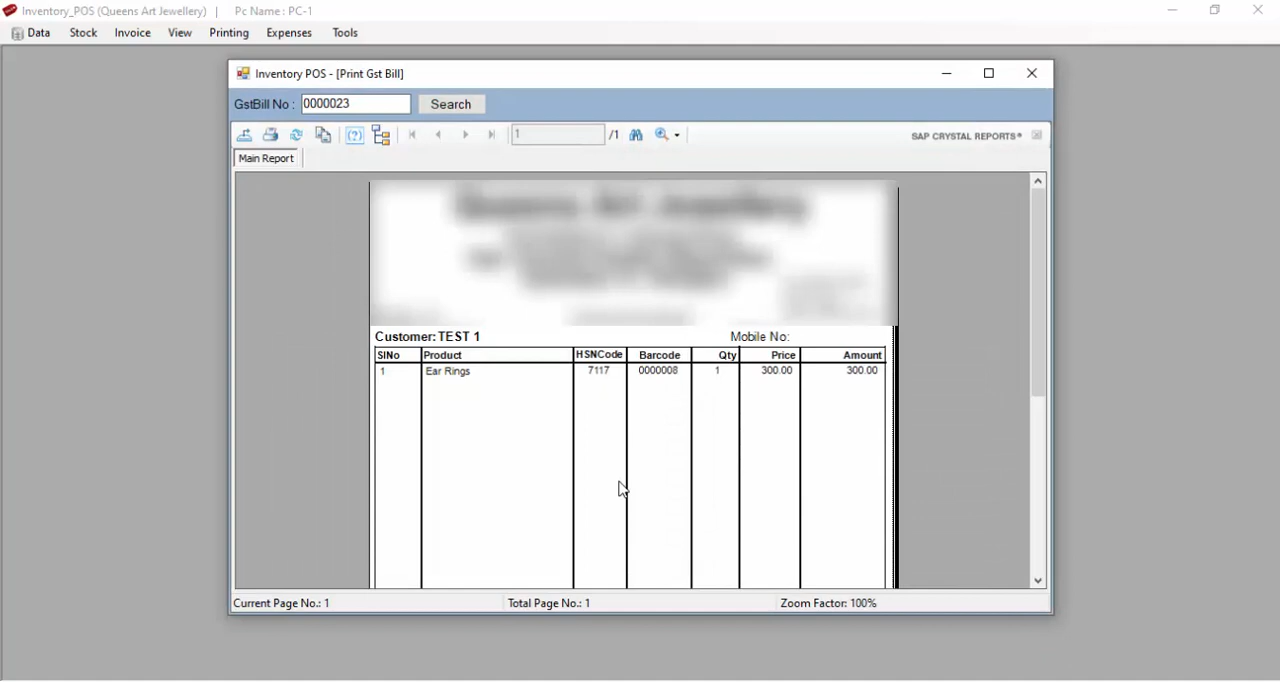 Inventory_POS (Queens Art Jewellery) | Pc Name : PC-1
Data Stock Invoice View Printing Expenses Tools
Inventory POS - [Print Gst Bill]
GstBill No : 0000023 Search
1 /1 SAP CRYSTAL REPORTS®
Main Report
Queens Art Jewellery
Customer: TEST 1 Mobile No:
SlNo Product HSNCode Barcode Qty Price Amount
1 Ear Rings 7117 0000008 1 300.00 300.00
Current Page No.: 1 Total Page No.: 1 Zoom Factor: 100%